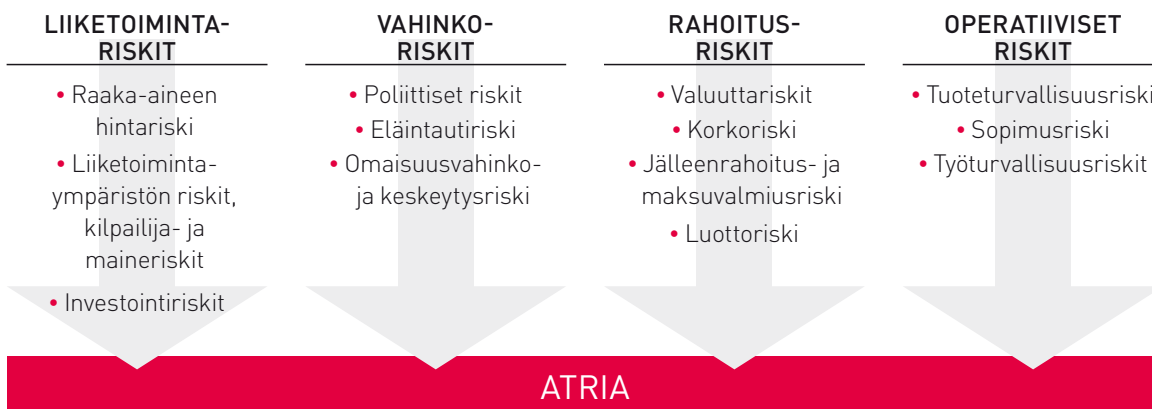 LIIKETOIMINTA-
RISKIT
• Raaka-aineen
hintariski
• Liiketoiminta-
ympäristön riskit,
kilpailija- ja
maineriskit
• Investointiriskit
VAHINKO-
RISKIT
• Poliittiset riskit
• Eläintautiriski
• Omaisuusvahinko-
ja keskeytysriski
RAHOITUS-
RISKIT
• Valuuttariskit
• Korkoriski
• Jälleenrahoitus- ja
maksuvalmiusriski
• Luottoriski
OPERATIIVISET
RISKIT
• Tuoteturvallisuusriski
• Sopimusriski
• Työturvallisuusriskit
ATRIA